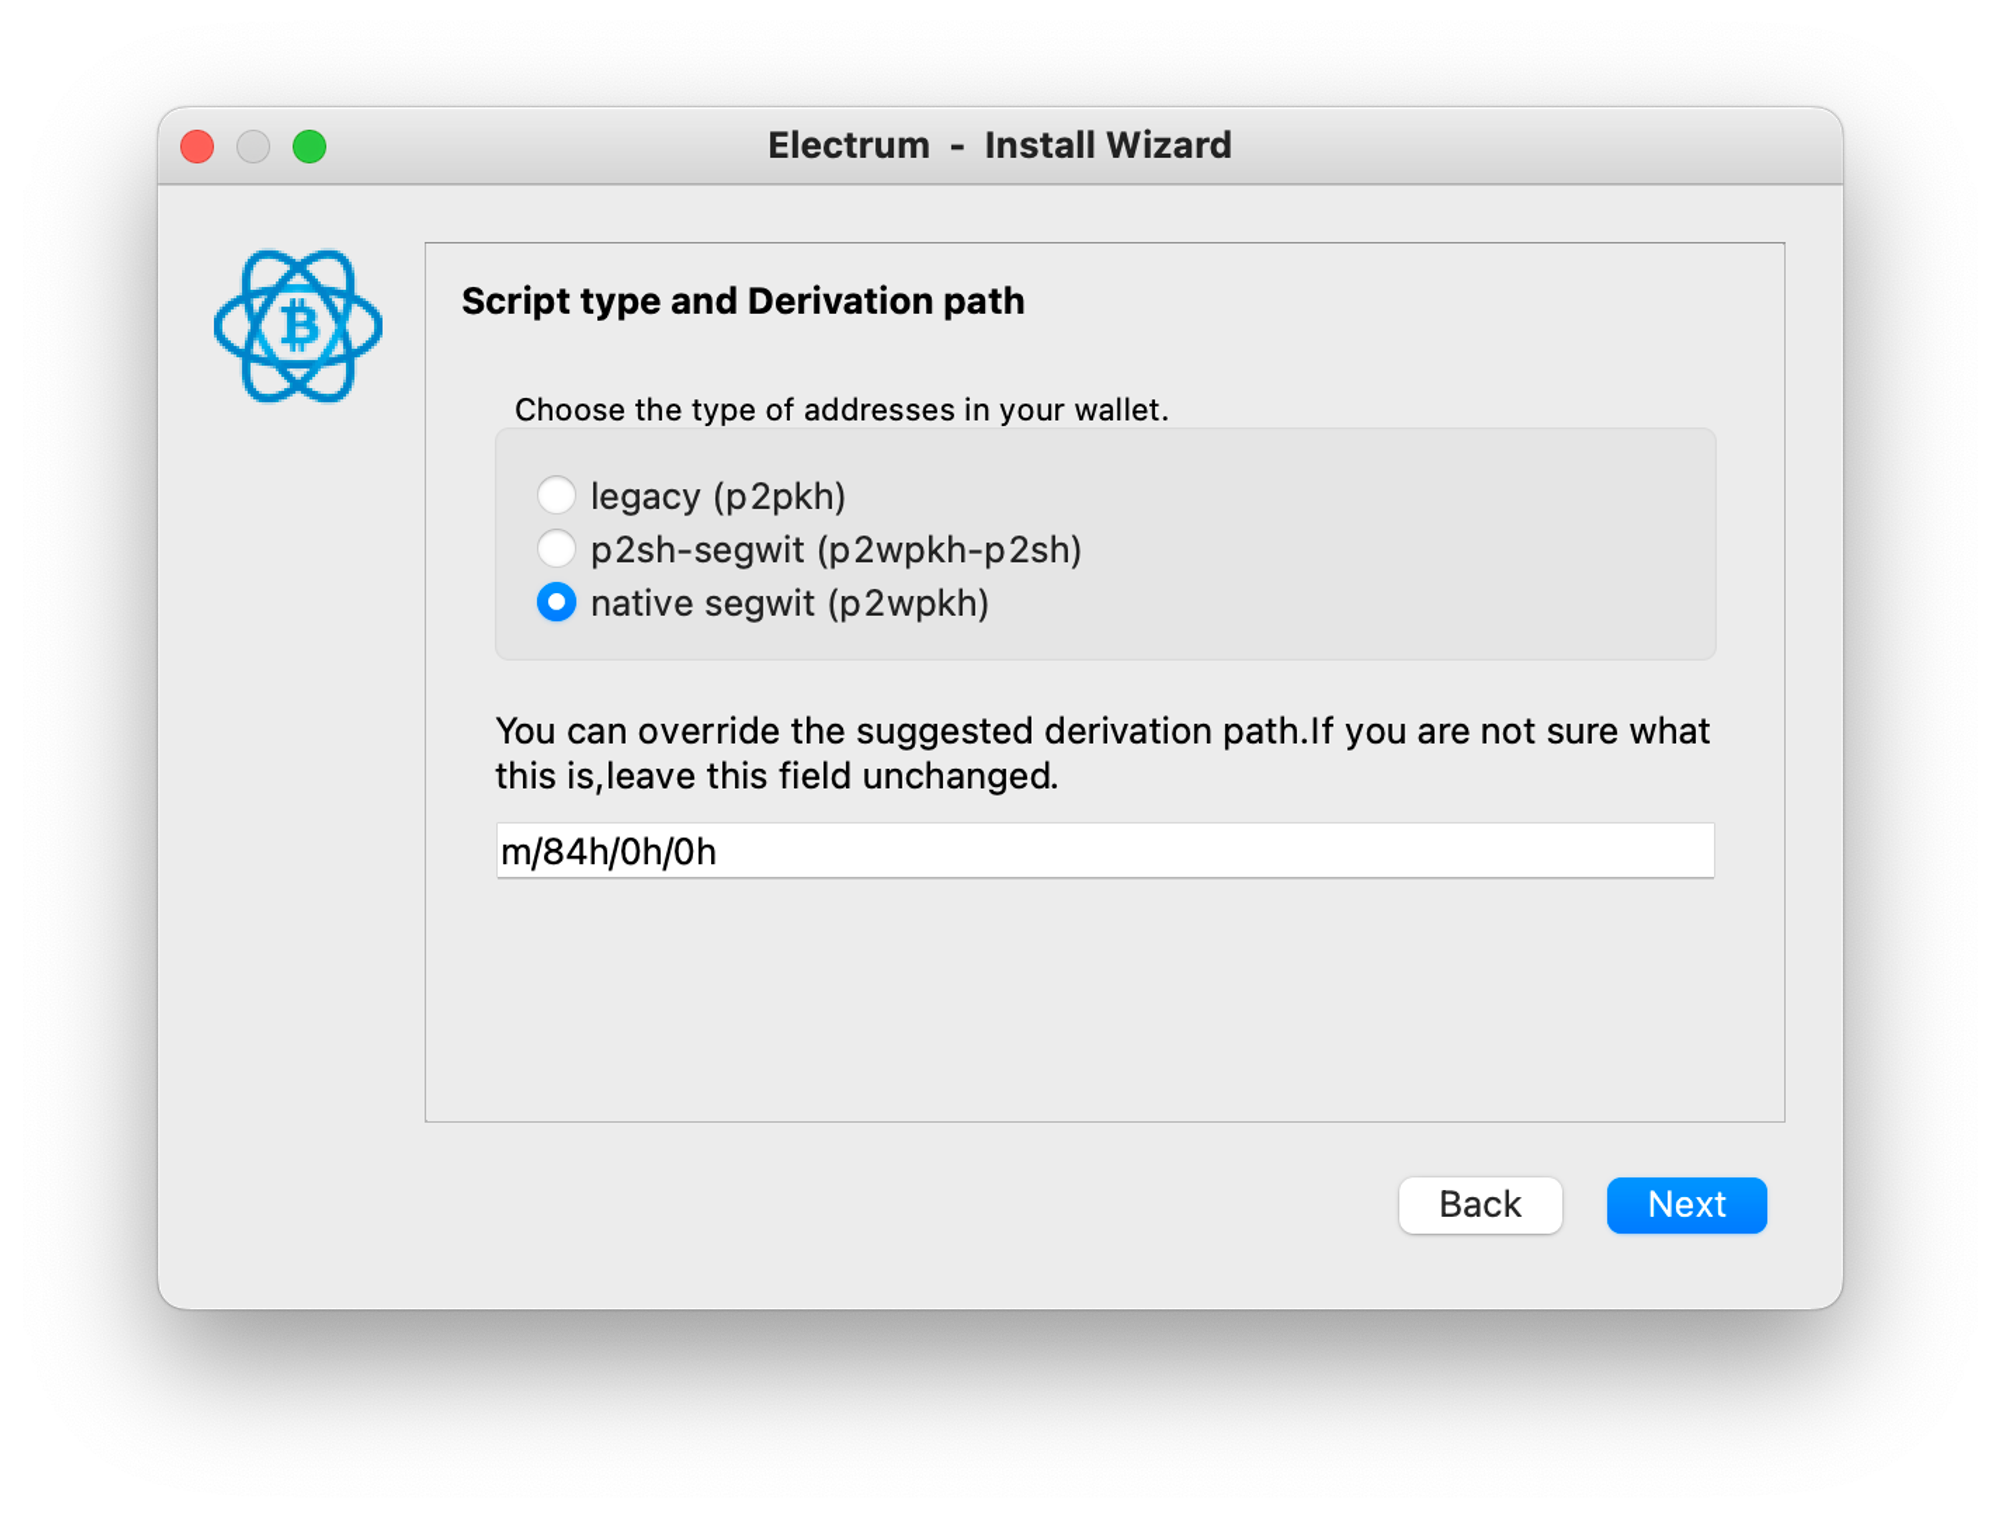 Electrum - Install Wizard
Script type and Derivation path
Choose the type of addresses in your wallet.
legacy (p2pkh)
p2sh-segwit (p2wpkh-p2sh)
native segwit (p2wpkh)
You can override the suggested derivation path.If you are not sure what
this is,leave this field unchanged.
m/84h/0h/0h
Back
Next